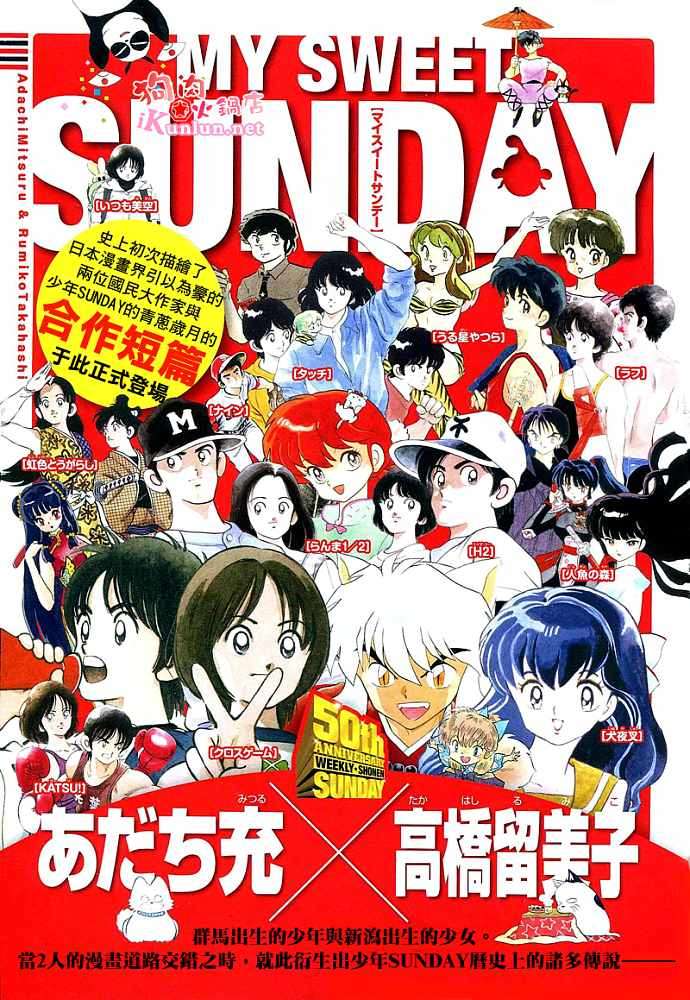 MY SWEET
SUNDAY
[マイスイートサンデー]
狗肉火鍋店
iKunlun.net
AdachiMitsuru & RumikoTakahashi
[いつも美空]
史上初次描繪了
日本漫畫界引以為豪的
兩位國民大作家與
少年SUNDAY的青蔥歲月的
合作短篇
于此正式登場
[うる星やつら]
[タッチ]
[ラフ]
[ナイン]
[虹色とうがらし]
[らんま1/2]
[H2]
[人魚の森]
[クロスゲーム]
[犬夜叉]
[KATSU!]
50th
ANNIVERSARY
WEEKLY・SHONEN
SUNDAY
みつる
あだち充
×
たかはしるみこ
高橋留美子
群馬出生的少年與新瀉出生的少女。
當2人的漫畫道路交錯之時，就此衍生出少年SUNDAY曆史上的諸多傳說———
M